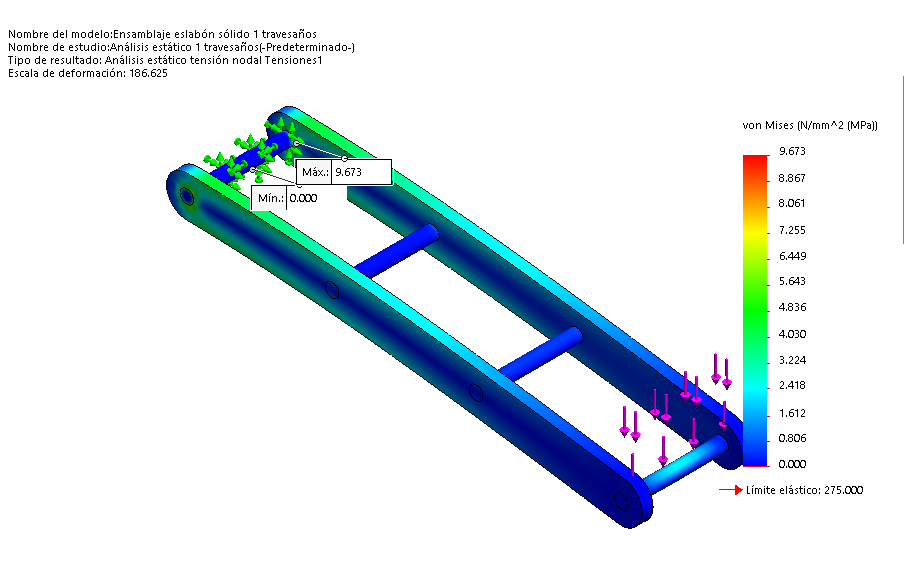 Nombre del modelo:Ensamblaje eslabón sólido 1 travesaños
Nombre de estudio:Análisis estático 1 travesaños(-Predeterminado-)
Tipo de resultado: Análisis estático tensión nodal Tensiones1
Escala de deformación: 186.625
von Mises (N/mm^2 (MPa))
9.673
8.867
8.061
7.255
6.449
5.643
4.836
4.030
3.224
2.418
1.612
0.806
0.000
Límite elástico: 275.000
Máx.: 9.673
Mín.: 0.000